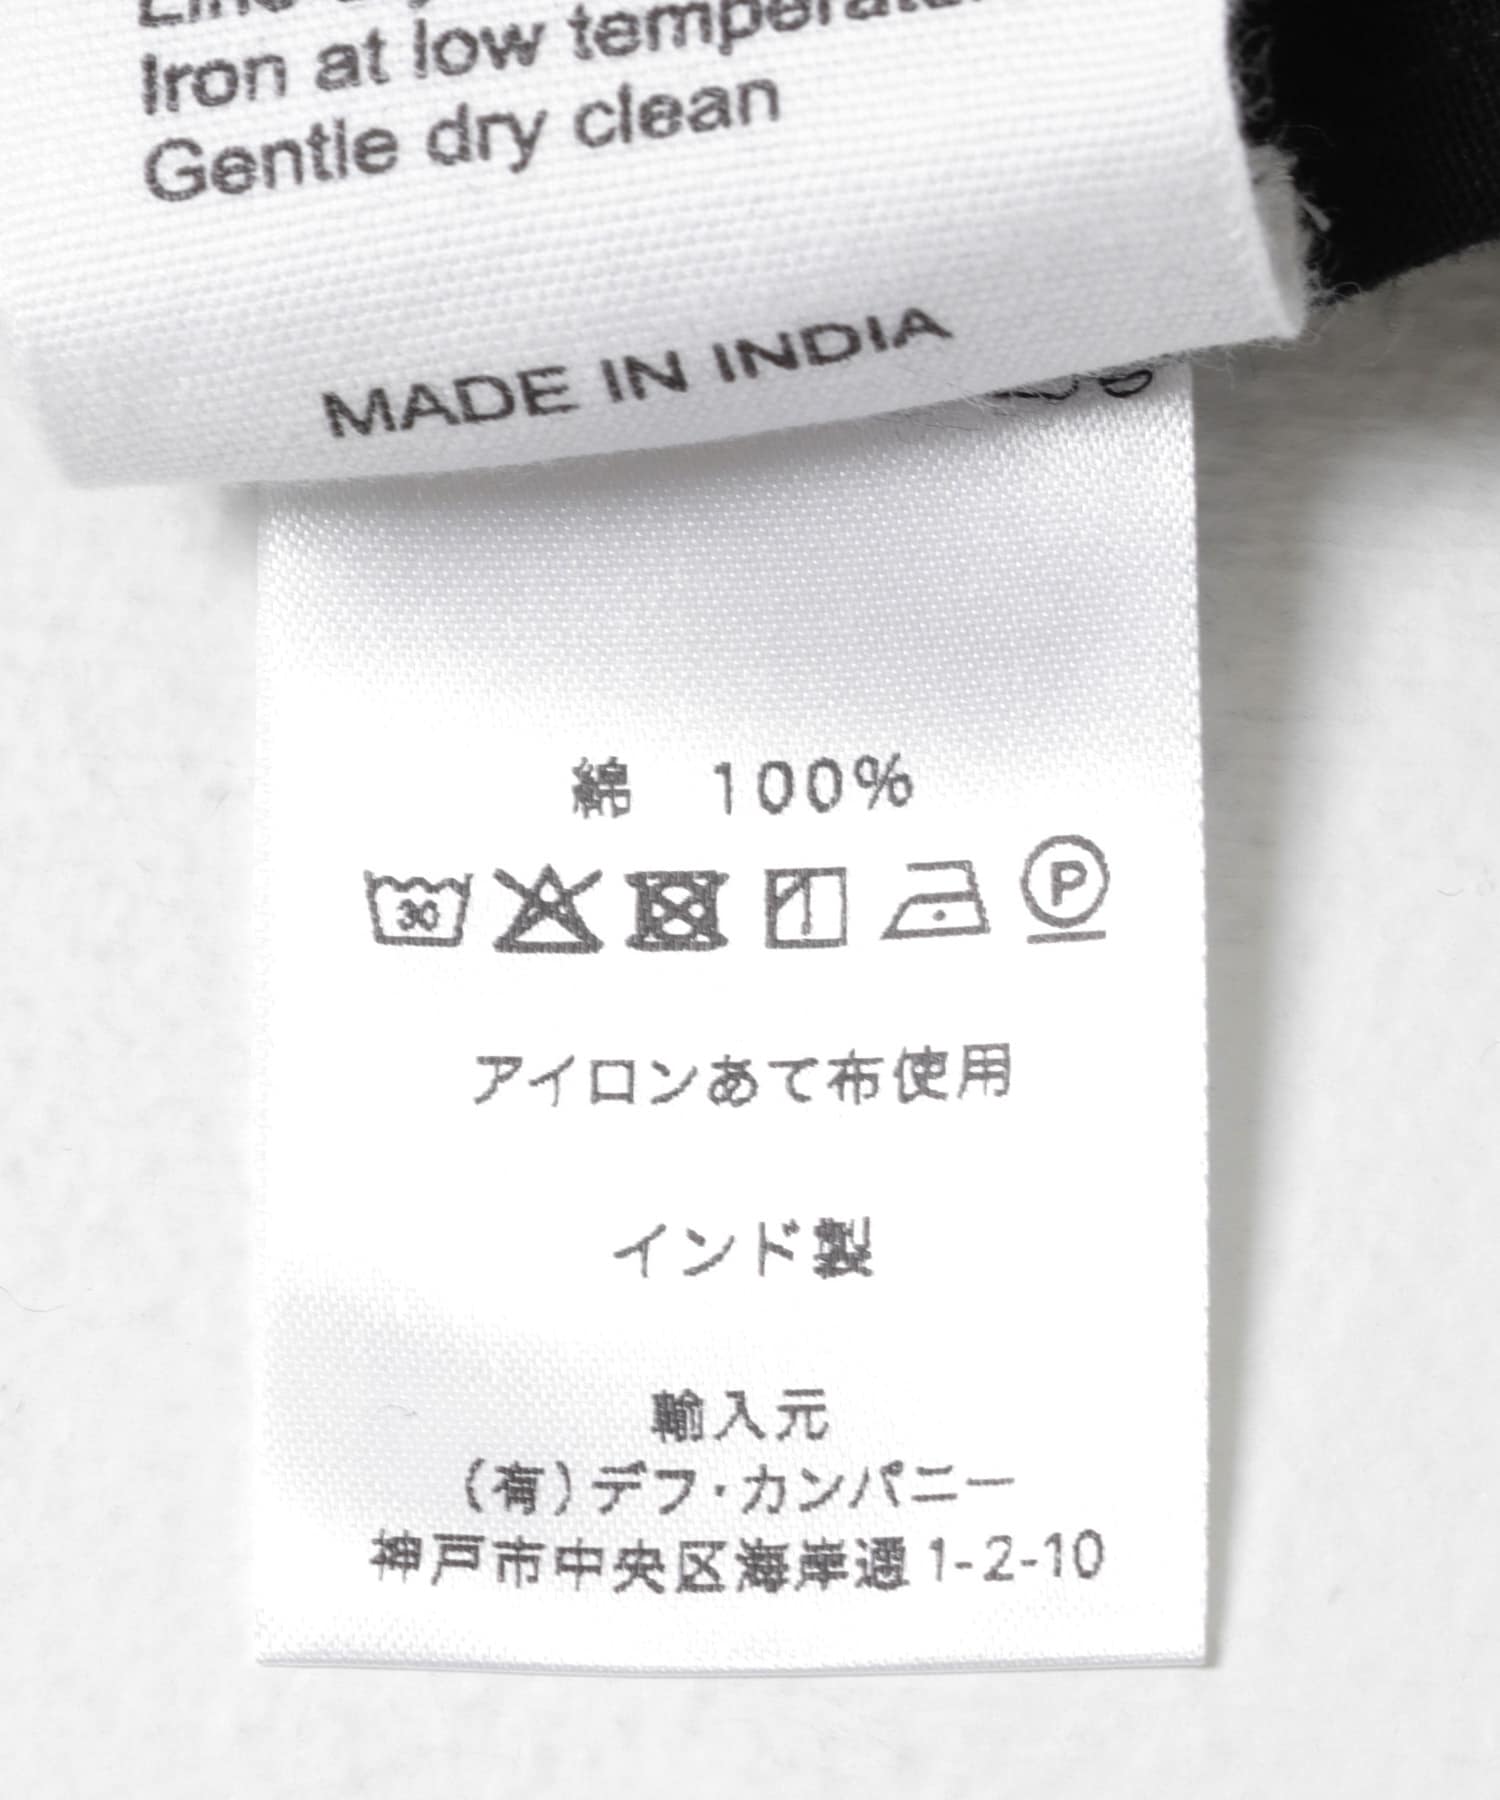 Iron at low
Gentle dry clean
MADE IN INDIA
綿 100%
30
P
アイロンあて布使用
インド製
輸入元
(有)デフ・カンパニー
神戸市中央区海岸通1-2-10